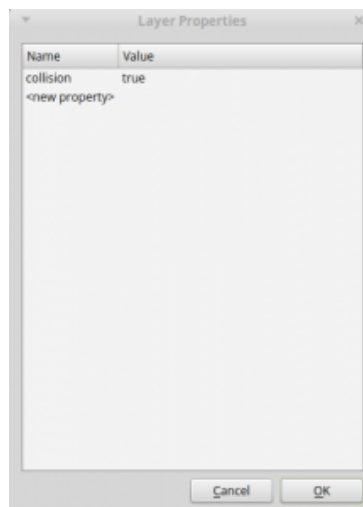 Layer Properties
Name Value
collision true
<new property>
Cancel OK